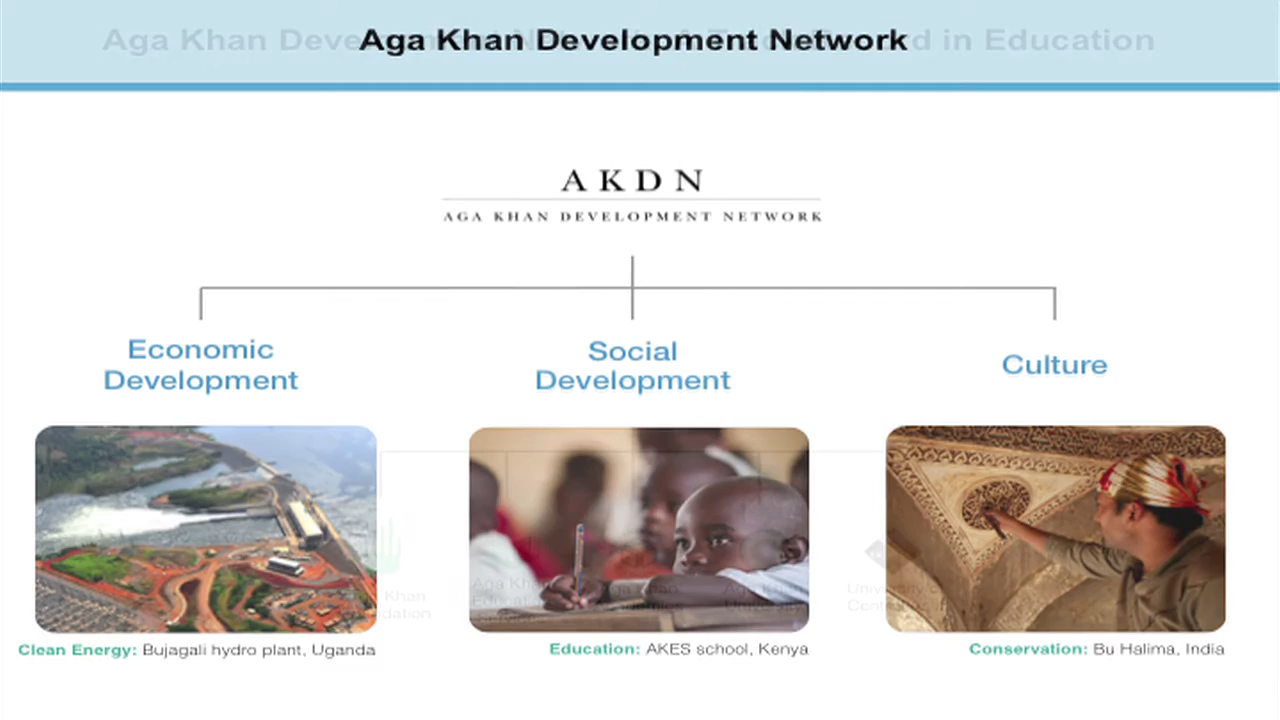 Aga Khan Development Network
AKDN
AGA KHAN DEVELOPMENT NETWORK
Economic
Development
Social
Development
Culture
Clean Energy: Bujagali hydro plant, Uganda
Education: AKES school, Kenya
Conservation: Bu Halima, India